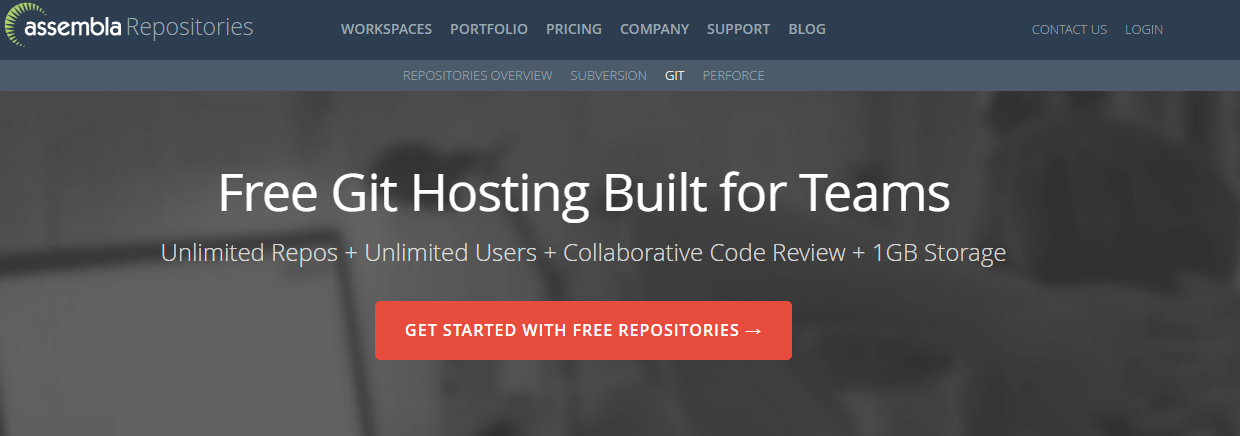 assembla Repositories
WORKSPACES PORTFOLIO PRICING COMPANY SUPPORT BLOG CONTACT US LOGIN
REPOSITORIES OVERVIEW SUBVERSION GIT PERFORCE
Free Git Hosting Built for Teams
Unlimited Repos + Unlimited Users + Collaborative Code Review + 1GB Storage
GET STARTED WITH FREE REPOSITORIES →